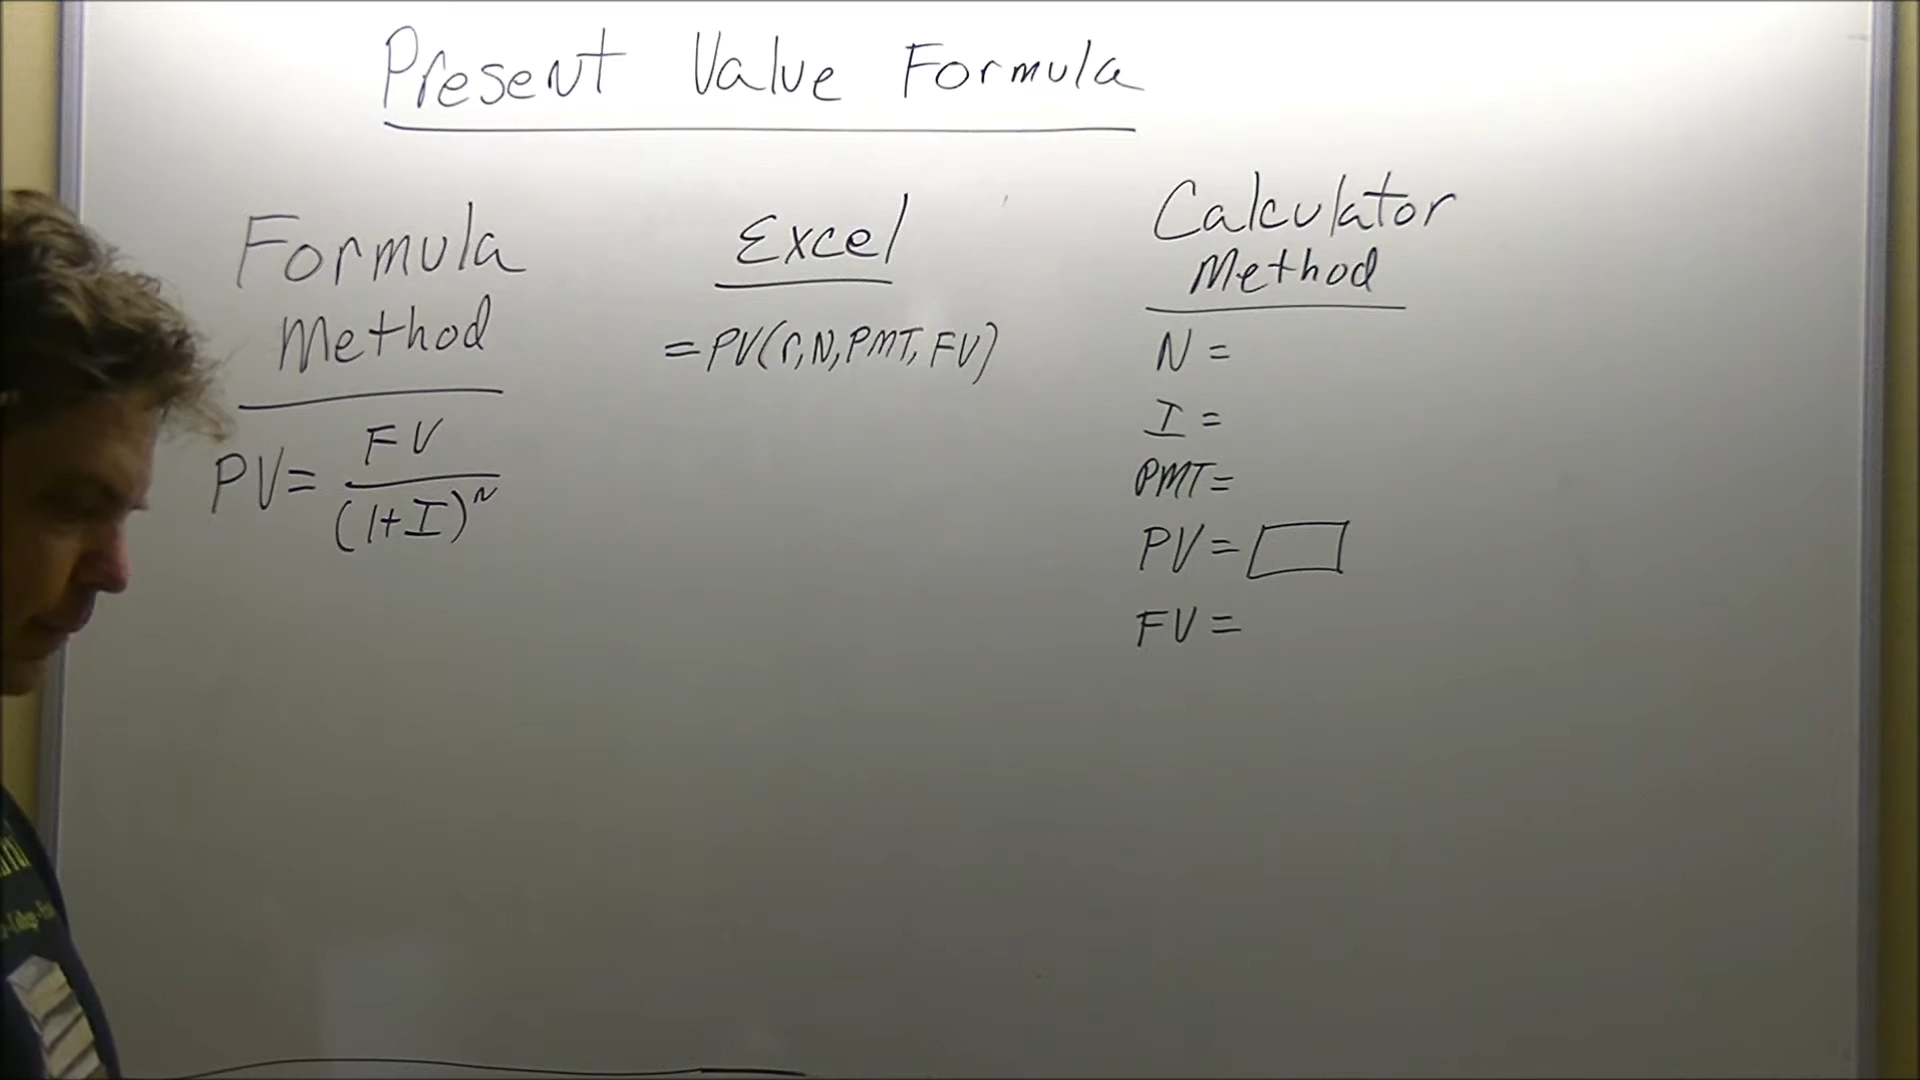 Present Value Formula
Formula
Method
PV = FV / (1+I)^N
Excel
=PV(r,N,PMT,FV)
Calculator
Method
N =
I =
PMT =
PV =
FV =